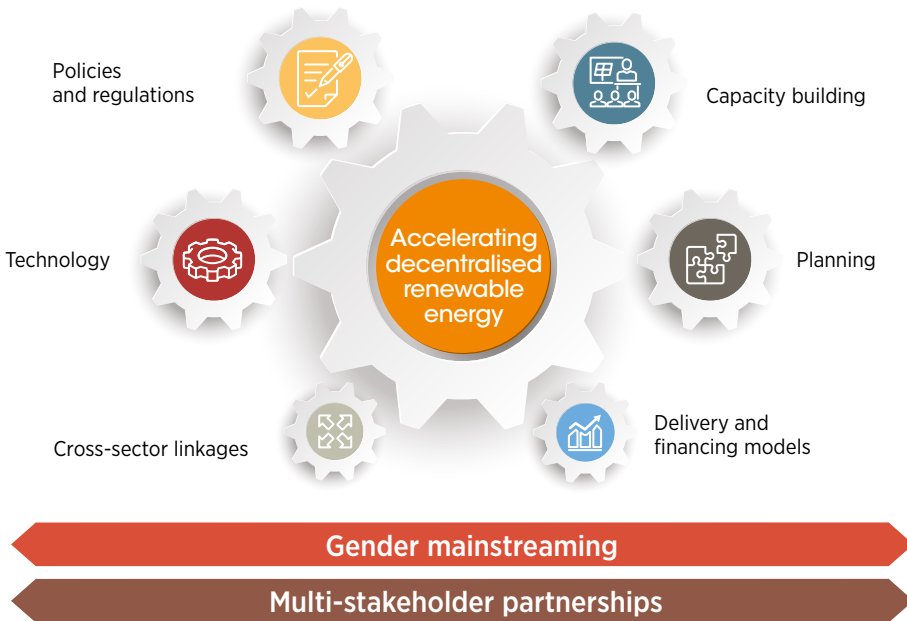 Policies
and regulations
Capacity building
Technology
Accelerating
decentralised
renewable
energy
Planning
Cross-sector linkages
Delivery and
financing models
Gender mainstreaming
Multi-stakeholder partnerships